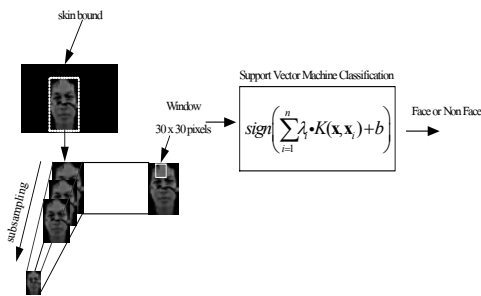 skin bound
Support Vector Machine Classification
Window
30 x 30 pixels
sign(∑_{i=1}^{n} λ_i•K(x,x_i)+b)
Face or Non Face
subsampling